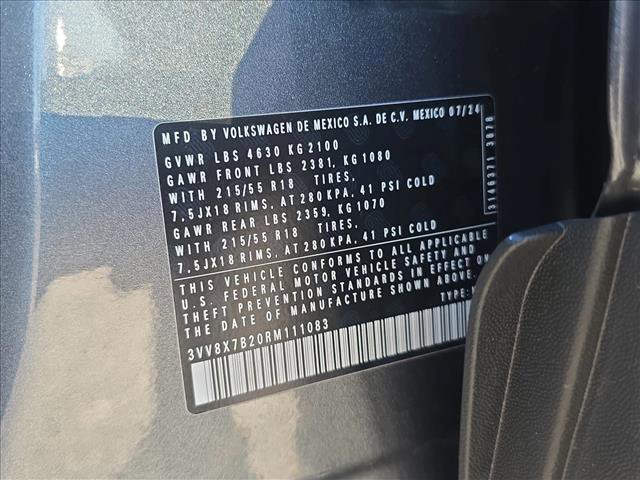 MFD BY VOLKSWAGEN DE MEXICO S.A. DE C.V. MEXICO 07/24
GVWR LBS 4630 KG 2100
GAWR FRONT LBS 2381, KG 1080
WITH 215/55 R18 TIRES,
7,5JX18 RIMS, AT 280 KPA, 41 PSI COLD
GAWR REAR LBS 2359, KG 1070
WITH 215/55 R18 TIRES,
7,5JX18 RIMS, AT 280 KPA, 41 PSI COLD
THIS VEHICLE CONFORMS TO ALL APPLICABLE
U.S. FEDERAL MOTOR VEHICLE SAFETY AND
THEFT PREVENTION STANDARDS IN EFFECT ON
THE DATE OF MANUFACTURE SHOWN ABOVE.
3VV8X7B20RM111083
TYPE:
3140371 3070